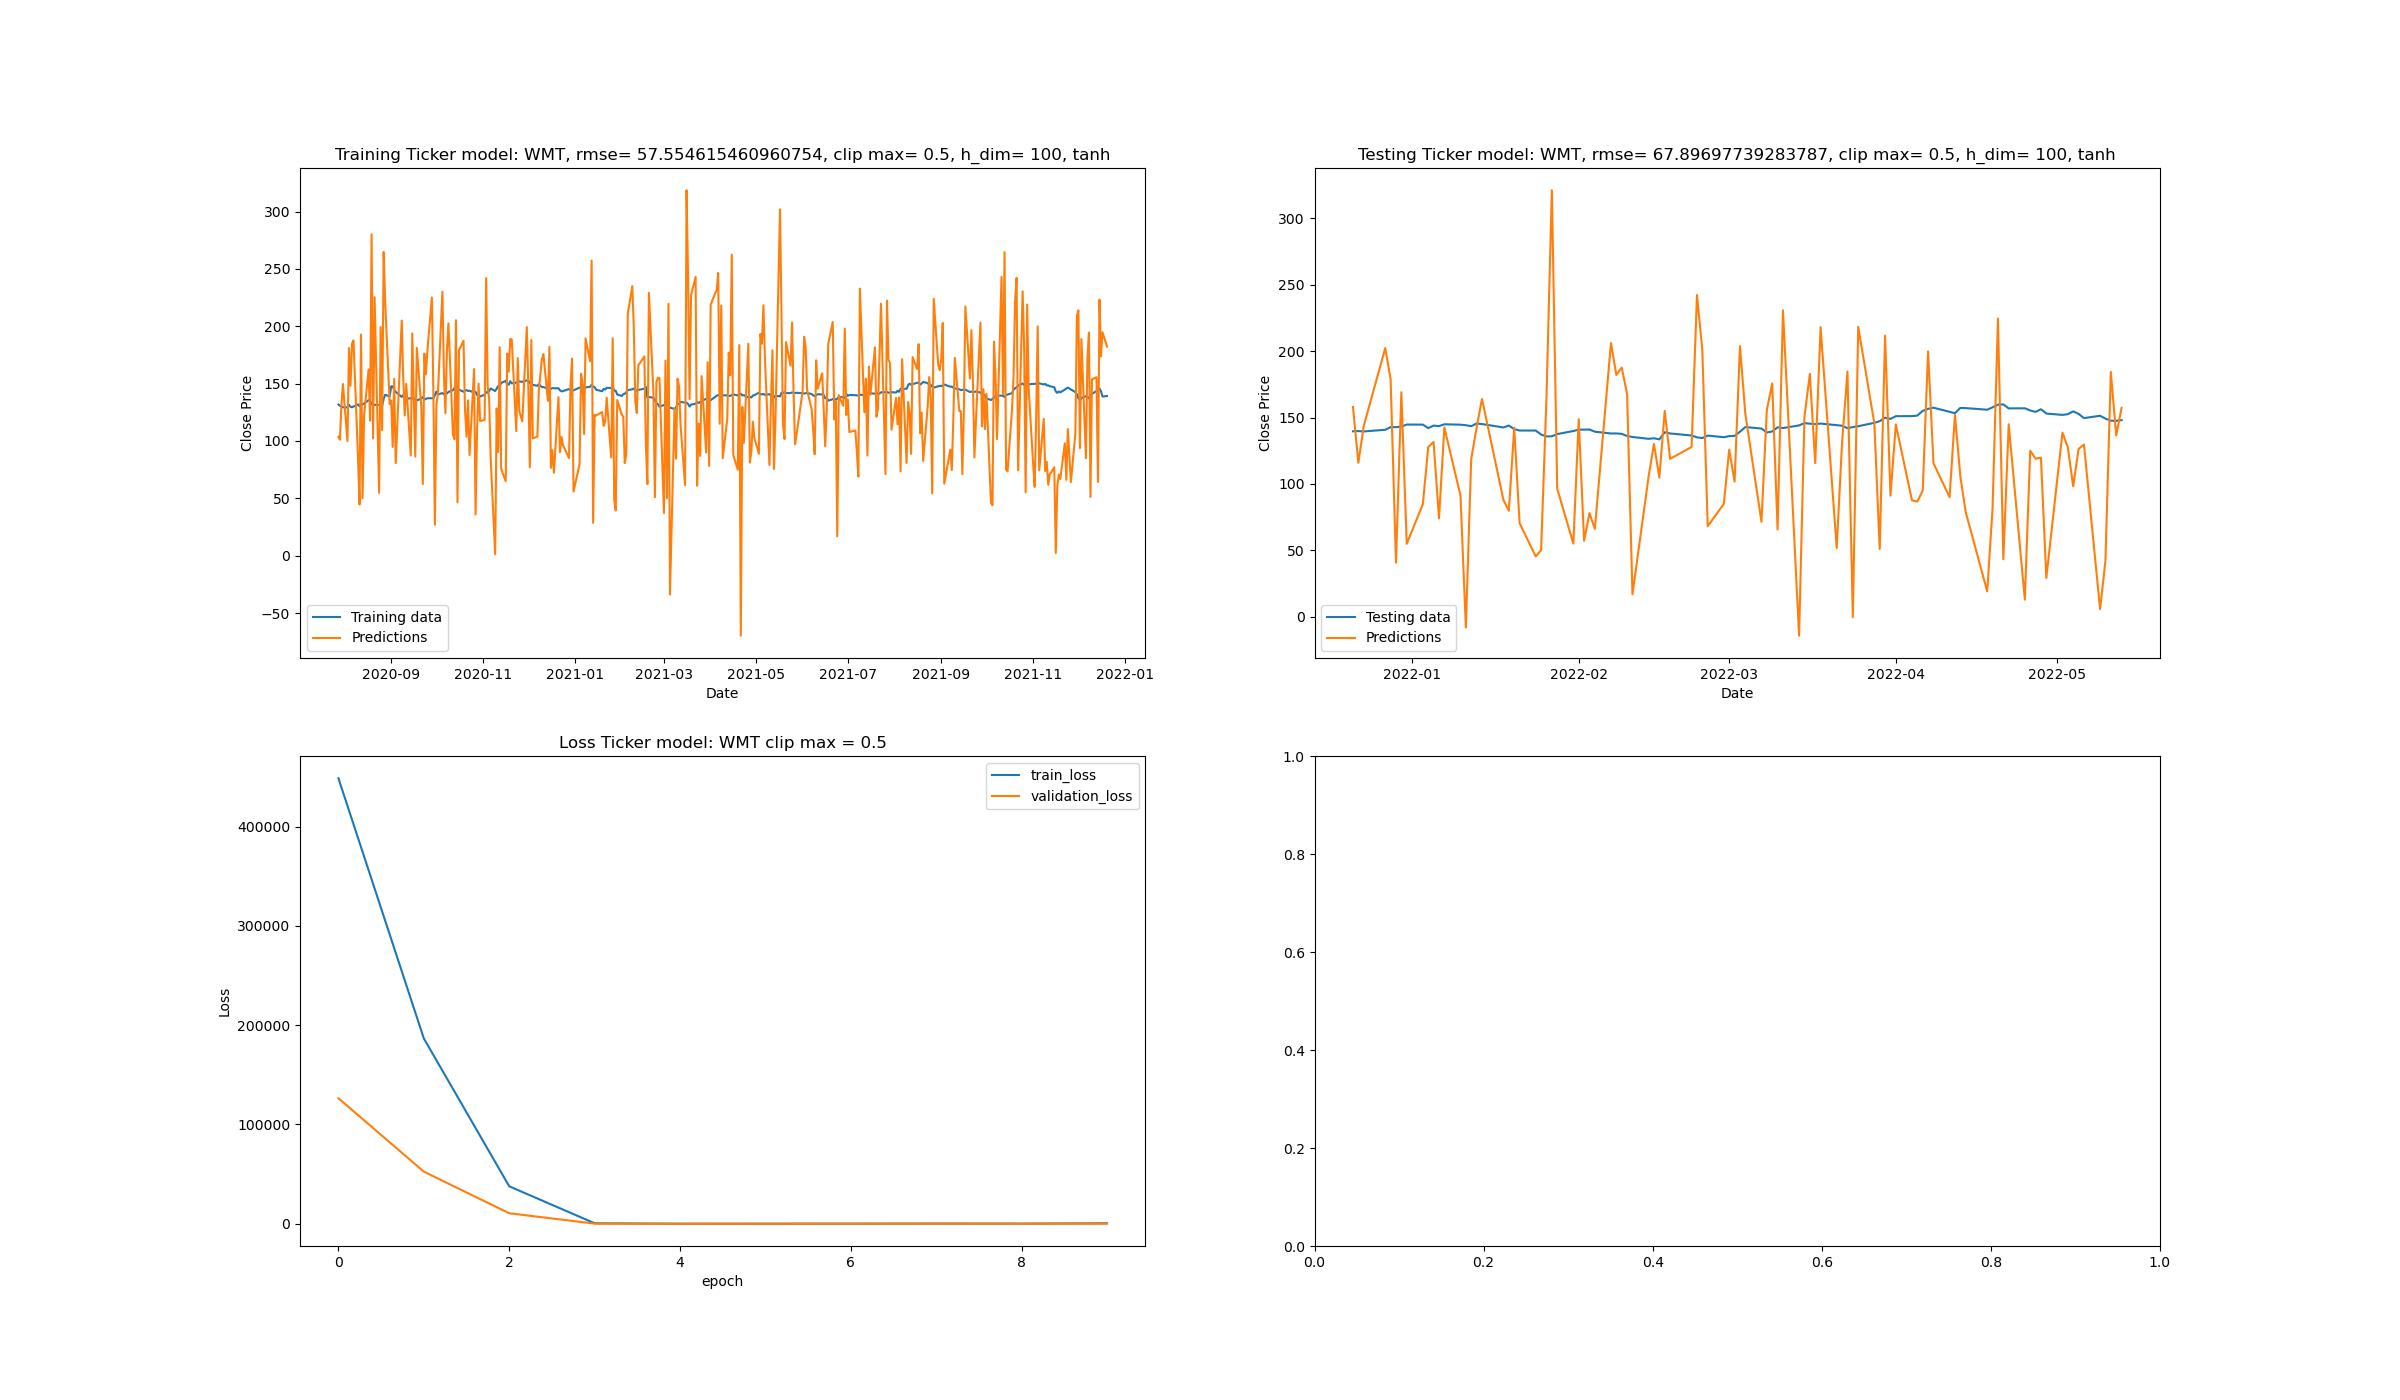 Training Ticker model: WMT, rmse= 57.554615460960754, clip max= 0.5, h_dim= 100, tanh
300
250
200
150
100
50
0
−50
Close Price
Training data
Predictions
2020-09 2020-11 2021-01 2021-03 2021-05 2021-07 2021-09 2021-11 2022-01
Date
Testing Ticker model: WMT, rmse= 67.89697739283787, clip max= 0.5, h_dim= 100, tanh
300
250
200
150
100
50
0
Close Price
Testing data
Predictions
2022-01 2022-02 2022-03 2022-04 2022-05
Date
Loss Ticker model: WMT clip max = 0.5
train_loss
validation_loss
400000
300000
200000
100000
0
Loss
0 2 4 6 8
epoch
1.0
0.8
0.6
0.4
0.2
0.0
0.0 0.2 0.4 0.6 0.8 1.0